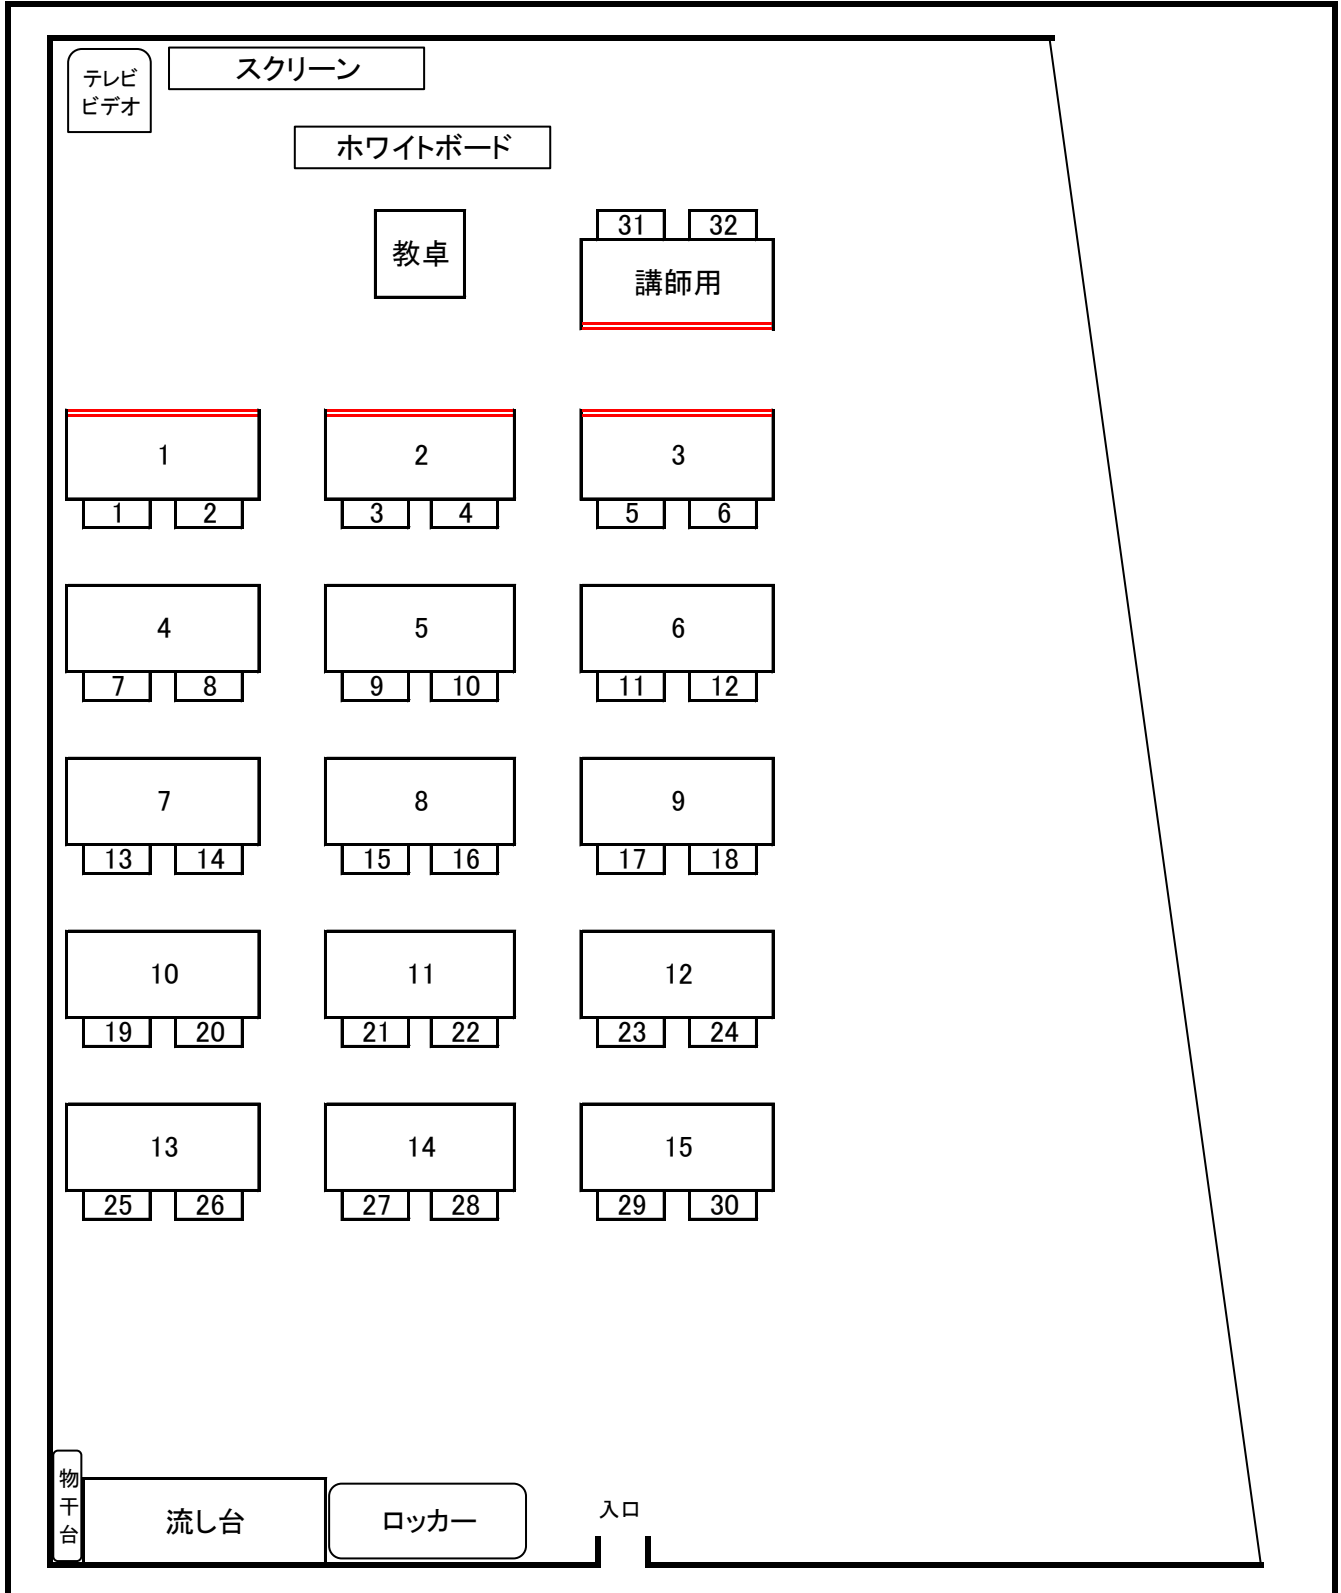 テレビ
ビデオ
スクリーン
ホワイトボード
教卓
31 32
講師用
1 2 3
1 2 3 4 5 6
4 5 6
7 8 9 10 11 12
7 8 9
13 14 15 16 17 18
10 11 12
19 20 21 22 23 24
13 14 15
25 26 27 28 29 30
物干台
流し台
ロッカー
入口